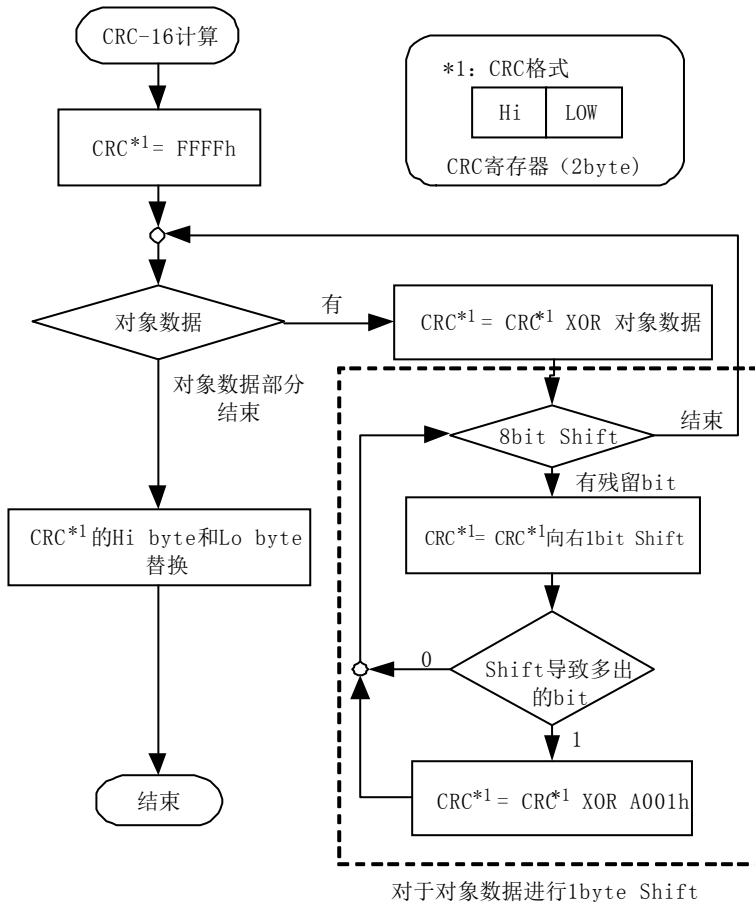 CRC-16计算
*1: CRC格式
Hi LOW
CRC寄存器（2byte)
CRC*1= FFFFh
对象数据
有
CRC*1= CRC*1 XOR 对象数据
对象数据部分
结束
8bit Shift
结束
有残留bit
CRC*1的Hi byte和Lo byte
替换
CRC*1= CRC*1向右1bit Shift
Shift导致多出
的bit
0
1
CRC*1= CRC*1 XOR A001h
结束
对于对象数据进行1byte Shift